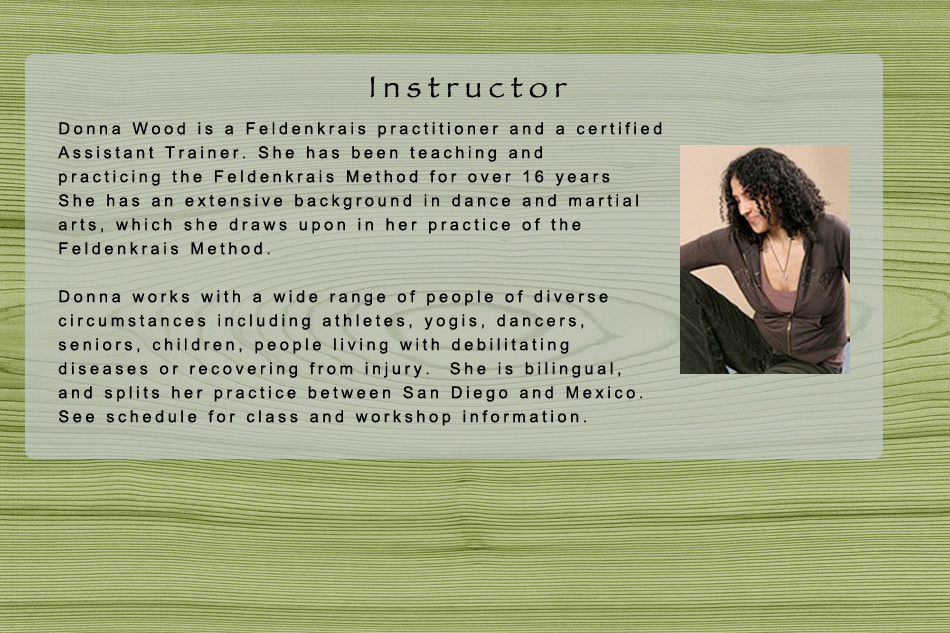 Instructor
Donna Wood is a Feldenkrais practitioner and a certified
Assistant Trainer. She has been teaching and
practicing the Feldenkrais Method for over 16 years
She has an extensive background in dance and martial
arts, which she draws upon in her practice of the
Feldenkrais Method.
Donna works with a wide range of people of diverse
circumstances including athletes, yogis, dancers,
seniors, children, people living with debilitating
diseases or recovering from injury.  She is bilingual,
and splits her practice between San Diego and Mexico.
See schedule for class and workshop information.